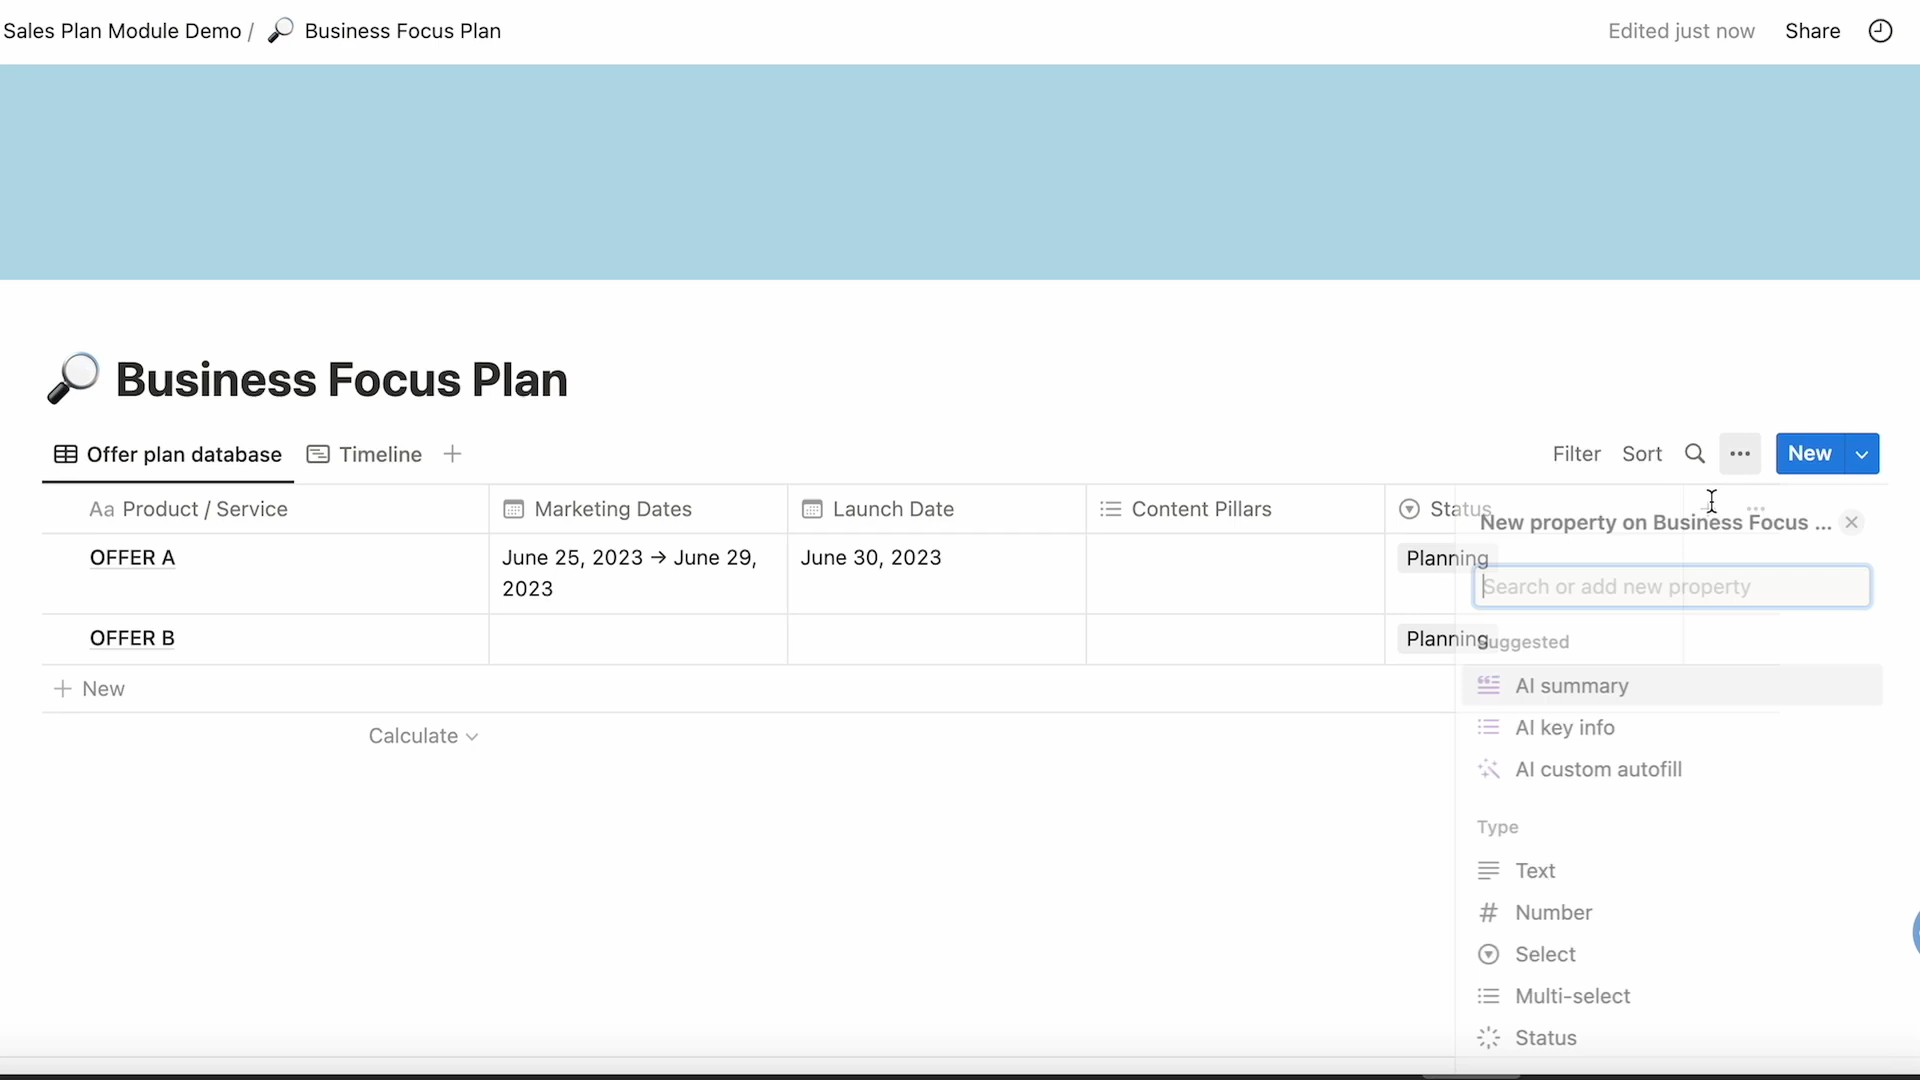 Sales Plan Module Demo / Business Focus Plan
Edited just now Share
Business Focus Plan
Offer plan database Timeline
Filter Sort New
Aa Product / Service Marketing Dates Launch Date Content Pillars Status
New property on Business Focus ...
OFFER A June 25, 2023 → June 29, 2023 June 30, 2023 Planning
Search or add new property
OFFER B Planning
Suggested
+ New
AI summary
AI key info
Calculate
AI custom autofill
Type
Text
# Number
Select
Multi-select
Status